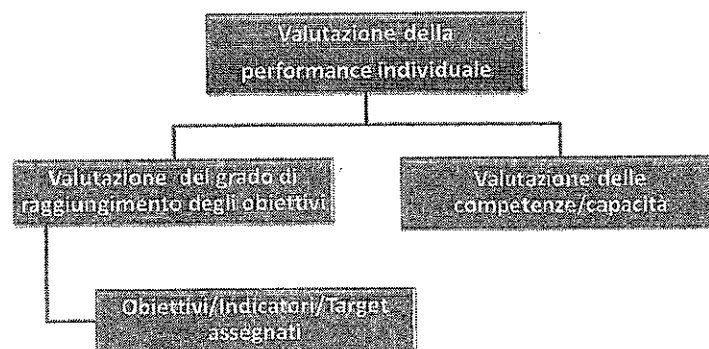 Valutazione della
performance individuale
Valutazione del grado di
raggiungimento degli obiettivi
Valutazione delle
competenze/capacità
Obiettivi/Indicatori/Target
assegnati